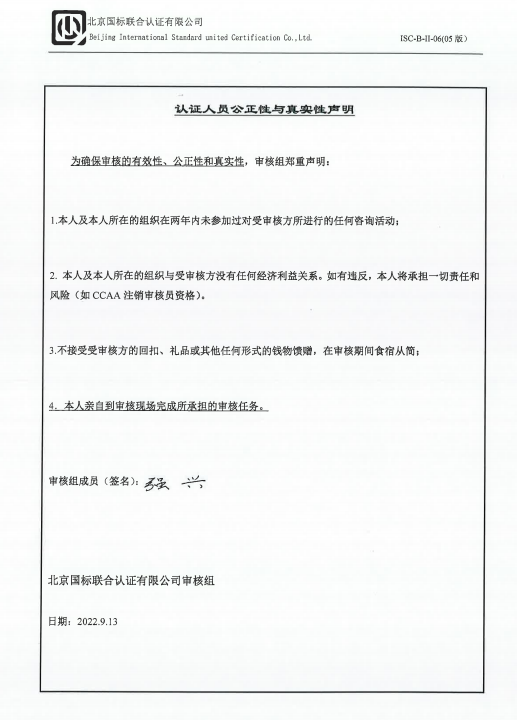 北京国标联合认证有限公司
Beijing International Standard united Certification Co.,Ltd.
ISC-B-II-06(05 版)
认证人员公正性与真实性声明
为确保审核的有效性、公正性和真实性，审核组郑重声明：
1.本人及本人所在的组织在两年内未参加过对受审核方所进行的任何咨询活动；
2. 本人及本人所在的组织与受审核方没有任何经济利益关系。如有违反，本人将承担一切责任和
风险（如 CCAA 注销审核员资格）。
3.不接受受审核方的回扣、礼品或其他任何形式的钱物馈赠，在审核期间食宿从简；
4．本人亲自到审核现场完成所承担的审核任务。
审核组成员（签名）：强 兴
北京国标联合认证有限公司审核组
日期：2022.9.13